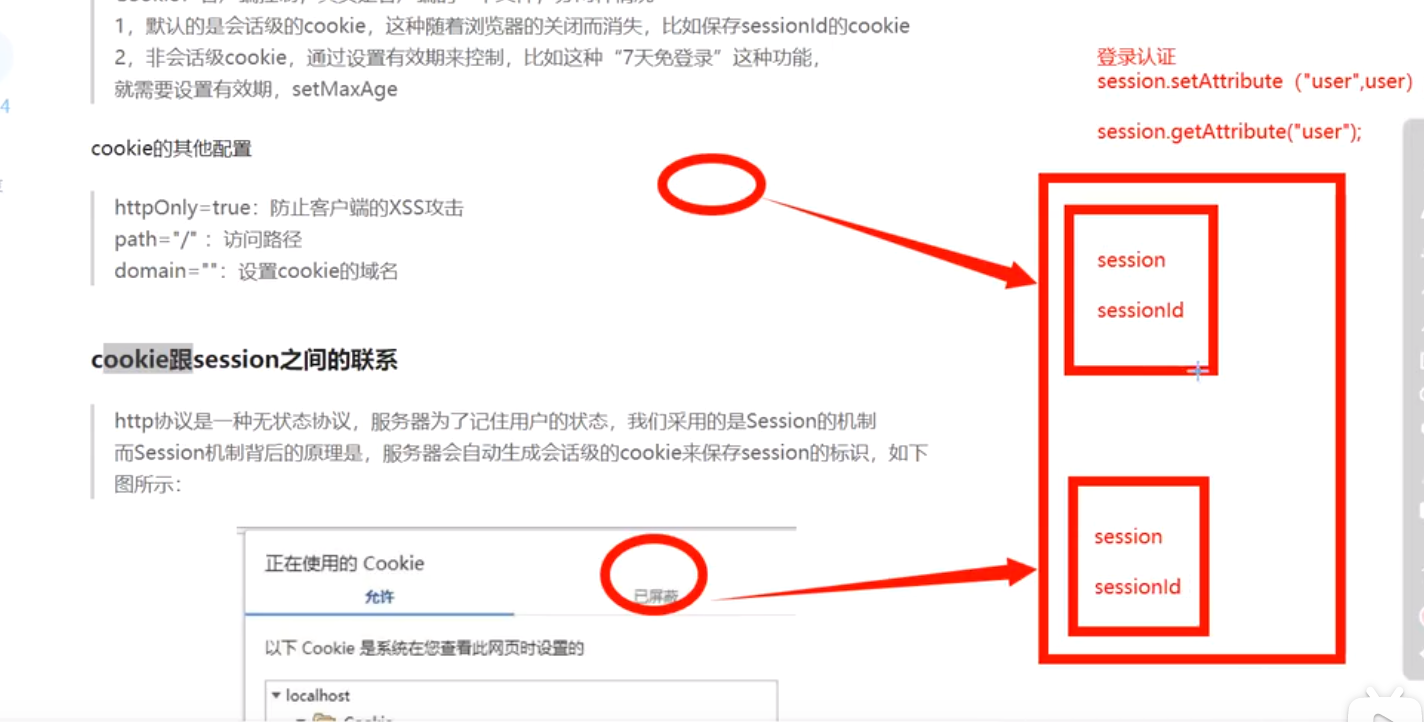 1，默认的是会话级的cookie，这种随着浏览器的关闭而消失，比如保存sessionId的cookie
2，非会话级cookie，通过设置有效期来控制，比如这种“7天免登录”这种功能，
就需要设置有效期，setMaxAge
cookie的其他配置
httpOnly=true：防止客户端的XSS攻击
path="/" ：访问路径
domain=""：设置cookie的域名
cookie跟session之间的联系
http协议是一种无状态协议，服务器为了记住用户的状态，我们采用的是Session的机制
而Session机制背后的原理是，服务器会自动生成会话级的cookie来保存session的标识，如下
图所示：
正在使用的 Cookie
允许
已屏蔽
以下 Cookie 是系统在您查看此网页时设置的
localhost
登录认证
session.setAttribute（"user",user)
session.getAttribute("user");
session
sessionId
session
sessionId
4